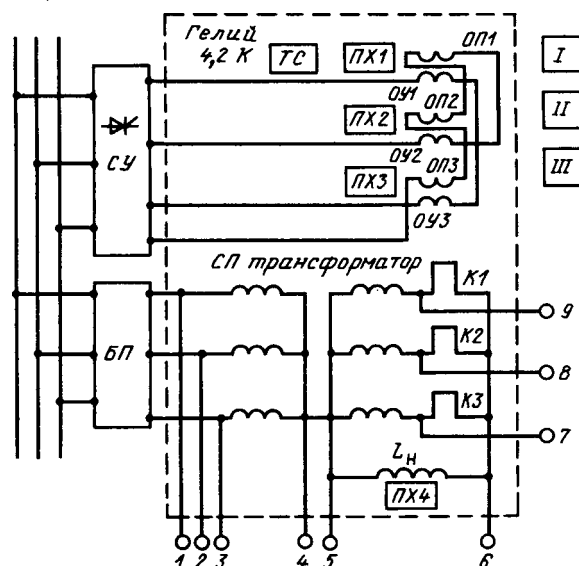 Гелий
4,2 К
ТС
ПХ1
ОП1
I
ОУ1
ОП2
II
ПХ2
ОУ2
ОП3
III
ПХ3
ОУ3
СУ
СП трансформатор
К1
9
БП
К2
8
К3
7
Lн
ПХ4
1 2 3 4 5 6